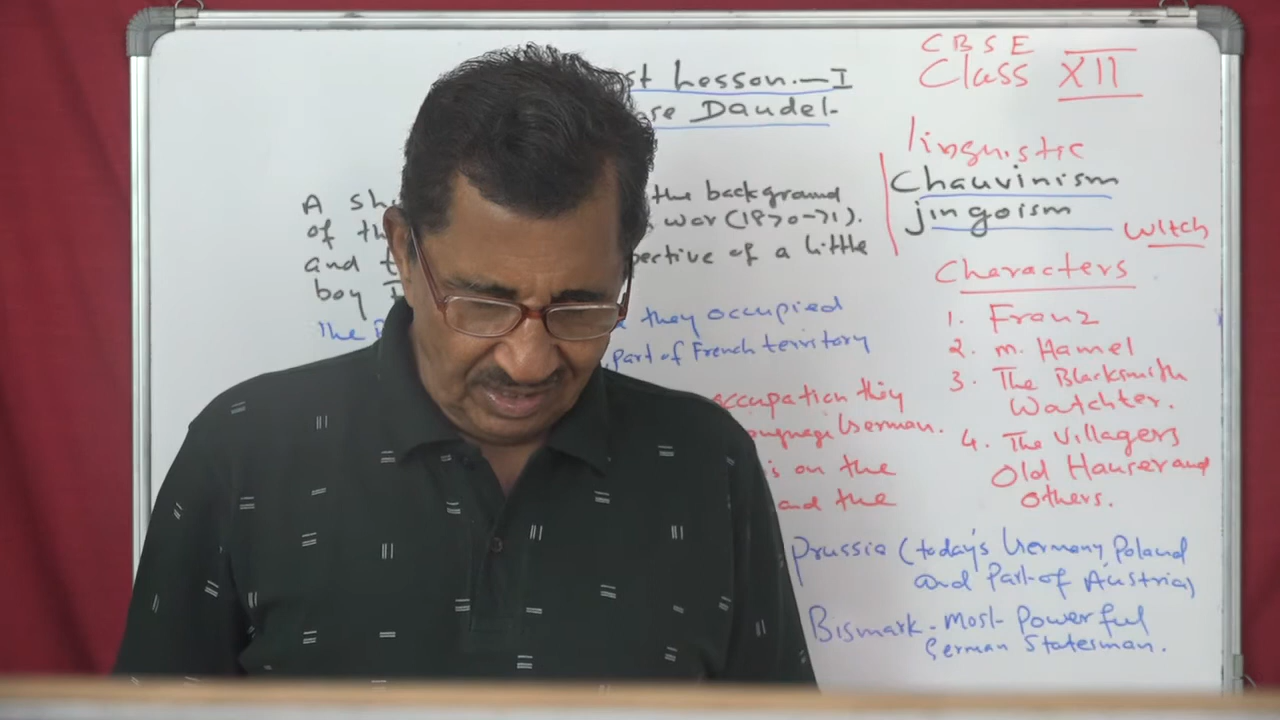 st Lesson.-I
se Daudel-
A sh the background
of th war (1870-71).
and pective of a little
boy
The they occupied
part of French territory
ccupation they
language German.
is on the
and the
CBSE
Class XII
linguistic
Chauvinism
jingoism
Witch
Characters
1. Franz
2. M. Hamel
3. The Blacksmith
Watchter.
4. The Villagers
Old Hauser and
others.
Prussia (today's Germany, Poland
and Part of Austria)
Bismark - most Powerful
German Statesman.